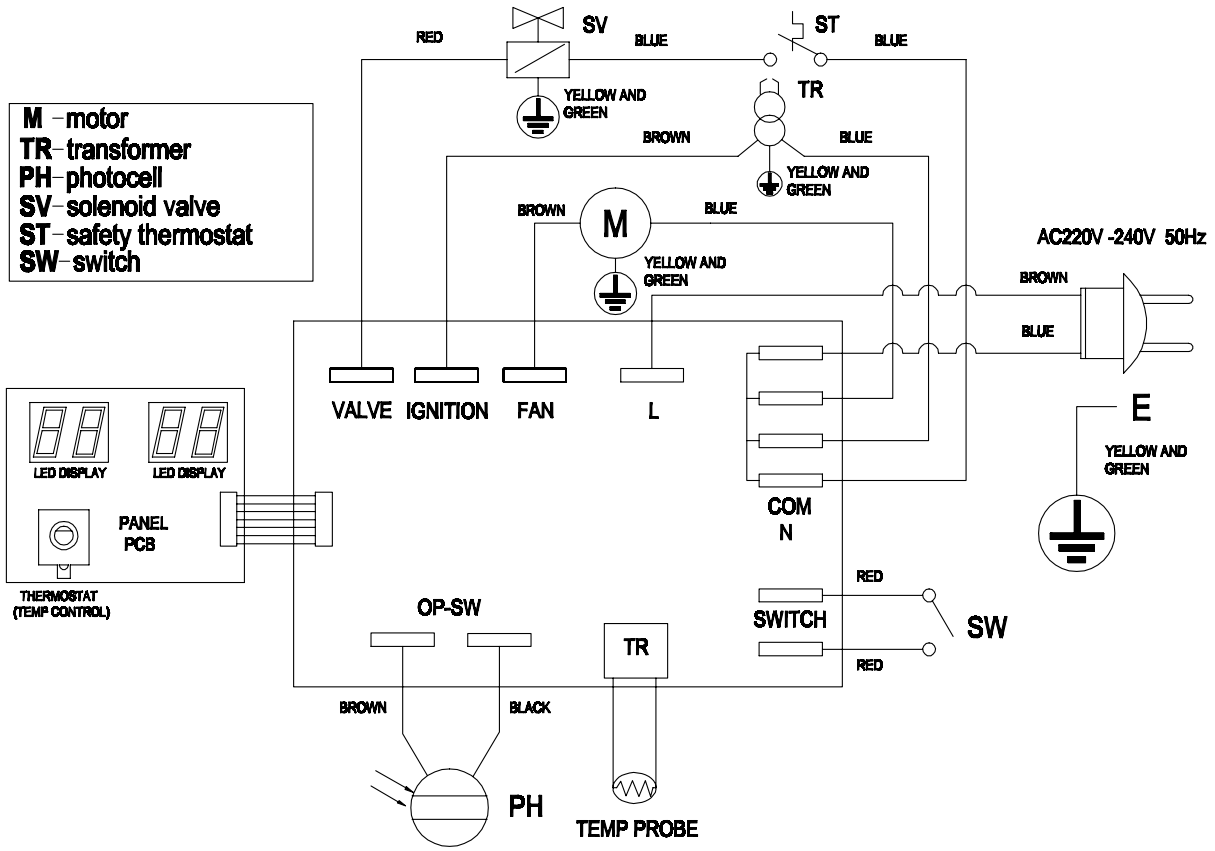 SV
ST
RED
BLUE
BLUE
YELLOW AND
GREEN
TR
M -motor
TR-transformer
PH-photocell
SV-solenoid valve
ST-safety thermostat
SW-switch
BROWN
BLUE
YELLOW AND
GREEN
BROWN
M
BLUE
YELLOW AND
GREEN
AC220V -240V 50Hz
BROWN
BLUE
VALVE
IGNITION
FAN
L
E
YELLOW AND
GREEN
LED DISPLAY
LED DISPLAY
PANEL
PCB
COM
N
THERMOSTAT
(TEMP CONTROL)
OP-SW
RED
SWITCH
SW
TR
RED
BROWN
BLACK
PH
TEMP PROBE